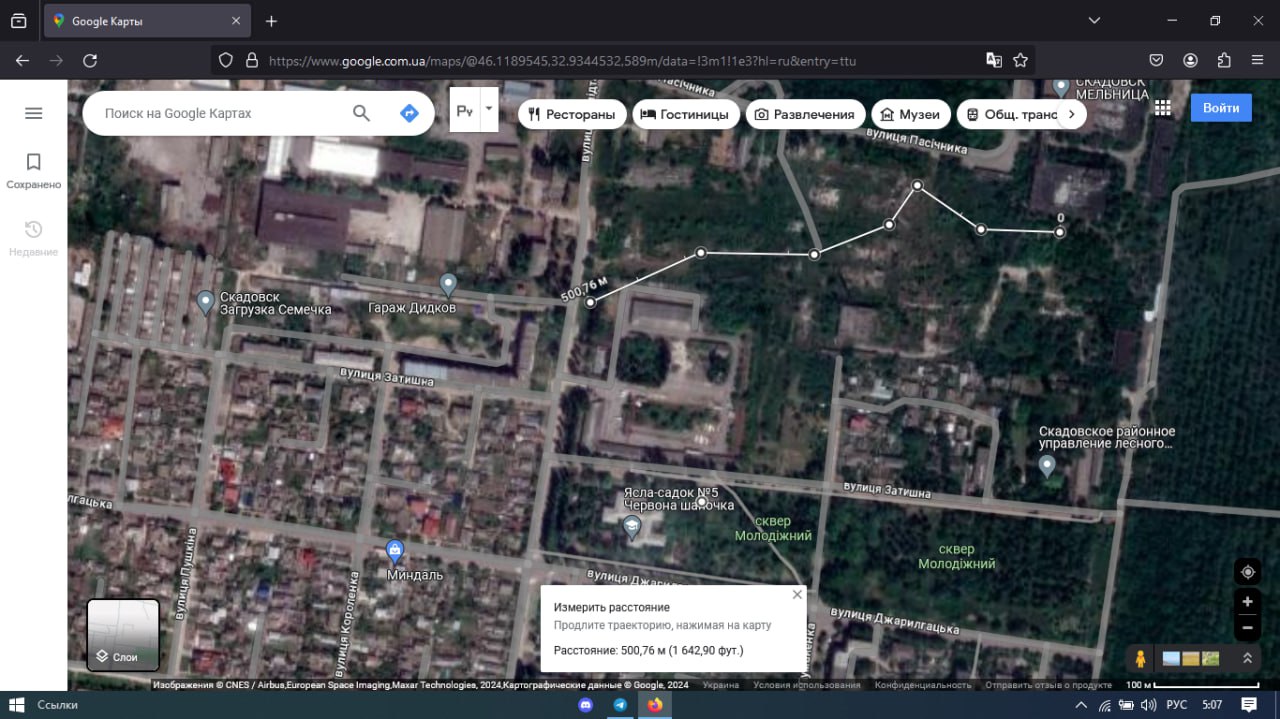 Google Карты
https://www.google.com.ua/maps/@46.1189545,32.9344532,589m/data=!3m1!1e3?hl=ru&entry=ttu
Поиск на Google Картах
Рестораны
Гостиницы
Развлечения
Музеи
Общ. транс
Войти
СКАДОВСК
МЕЛЬНИЦА
Сохранено
Недавние
вулиця Пасічника
0
500,76 м
Скадовск
Загрузка Семечка
Гараж Дидков
вулиця Затишна
Скадовское районное
управление лесного...
Ясла-садок №5
Червона шапочка
вулиця Затишна
сквер
Молодіжний
сквер
Молодіжний
Миндаль
вулиця Пушкіна
вулиця Короленка
вулиця Джарилгацька
Измерить расстояние
Продлите траекторию, нажимая на карту
Расстояние: 500,76 м (1 642,90 фут.)
Слои
Изображения © CNES / Airbus,European Space Imaging,Maxar Technologies, 2024,Картографические данные © Google, 2024
Украина
Условия использования
Конфиденциальность
Отправить отзыв о продукте
100 м
Ссылки
РУС
5:07